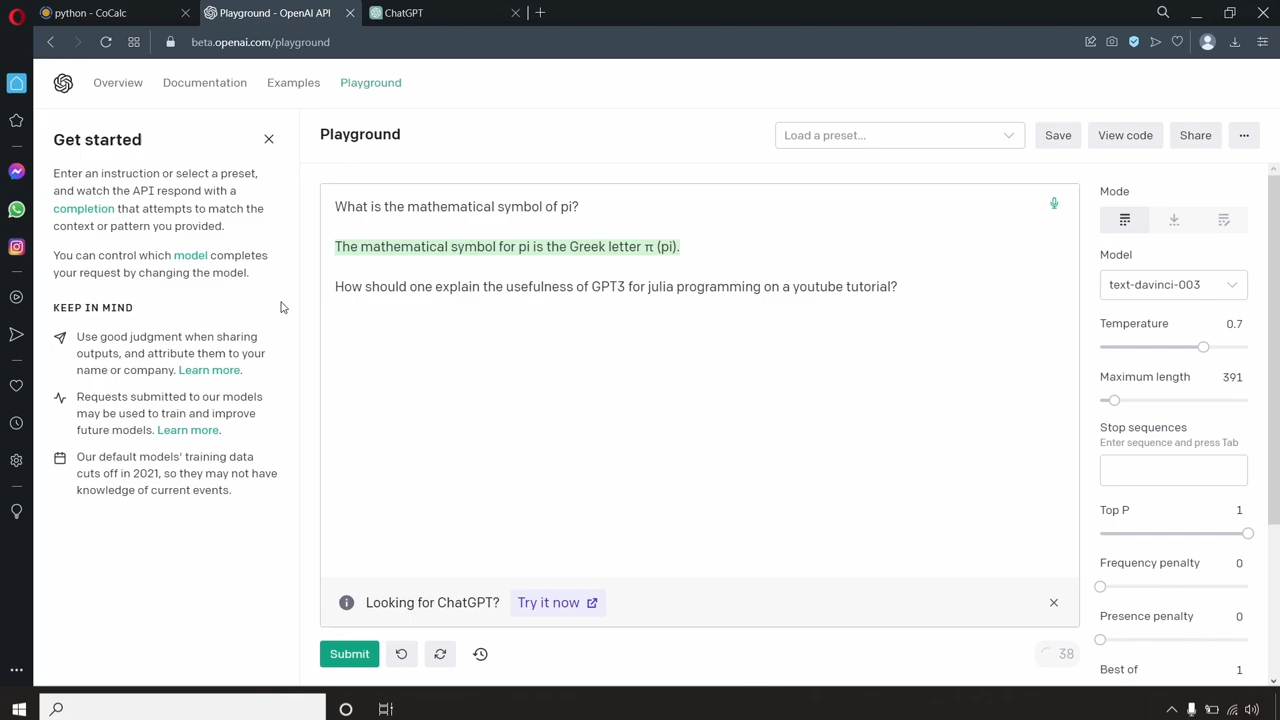 python - CoCalc
Playground - OpenAI API
ChatGPT
beta.openai.com/playground
Overview
Documentation
Examples
Playground
Get started
Enter an instruction or select a preset,
and watch the API respond with a
completion that attempts to match the
context or pattern you provided.
You can control which model completes
your request by changing the model.
KEEP IN MIND
Use good judgment when sharing
outputs, and attribute them to your
name or company. Learn more.
Requests submitted to our models
may be used to train and improve
future models. Learn more.
Our default models' training data
cuts off in 2021, so they may not have
knowledge of current events.
Playground
Load a preset...
Save
View code
Share
What is the mathematical symbol of pi?
The mathematical symbol for pi is the Greek letter π (pi).
How should one explain the usefulness of GPT3 for julia programming on a youtube tutorial?
Looking for ChatGPT?
Try it now
Submit
38
Mode
Model
text-davinci-003
Temperature 0.7
Maximum length 391
Stop sequences
Enter sequence and press Tab
Top P 1
Frequency penalty 0
Presence penalty 0
Best of 1